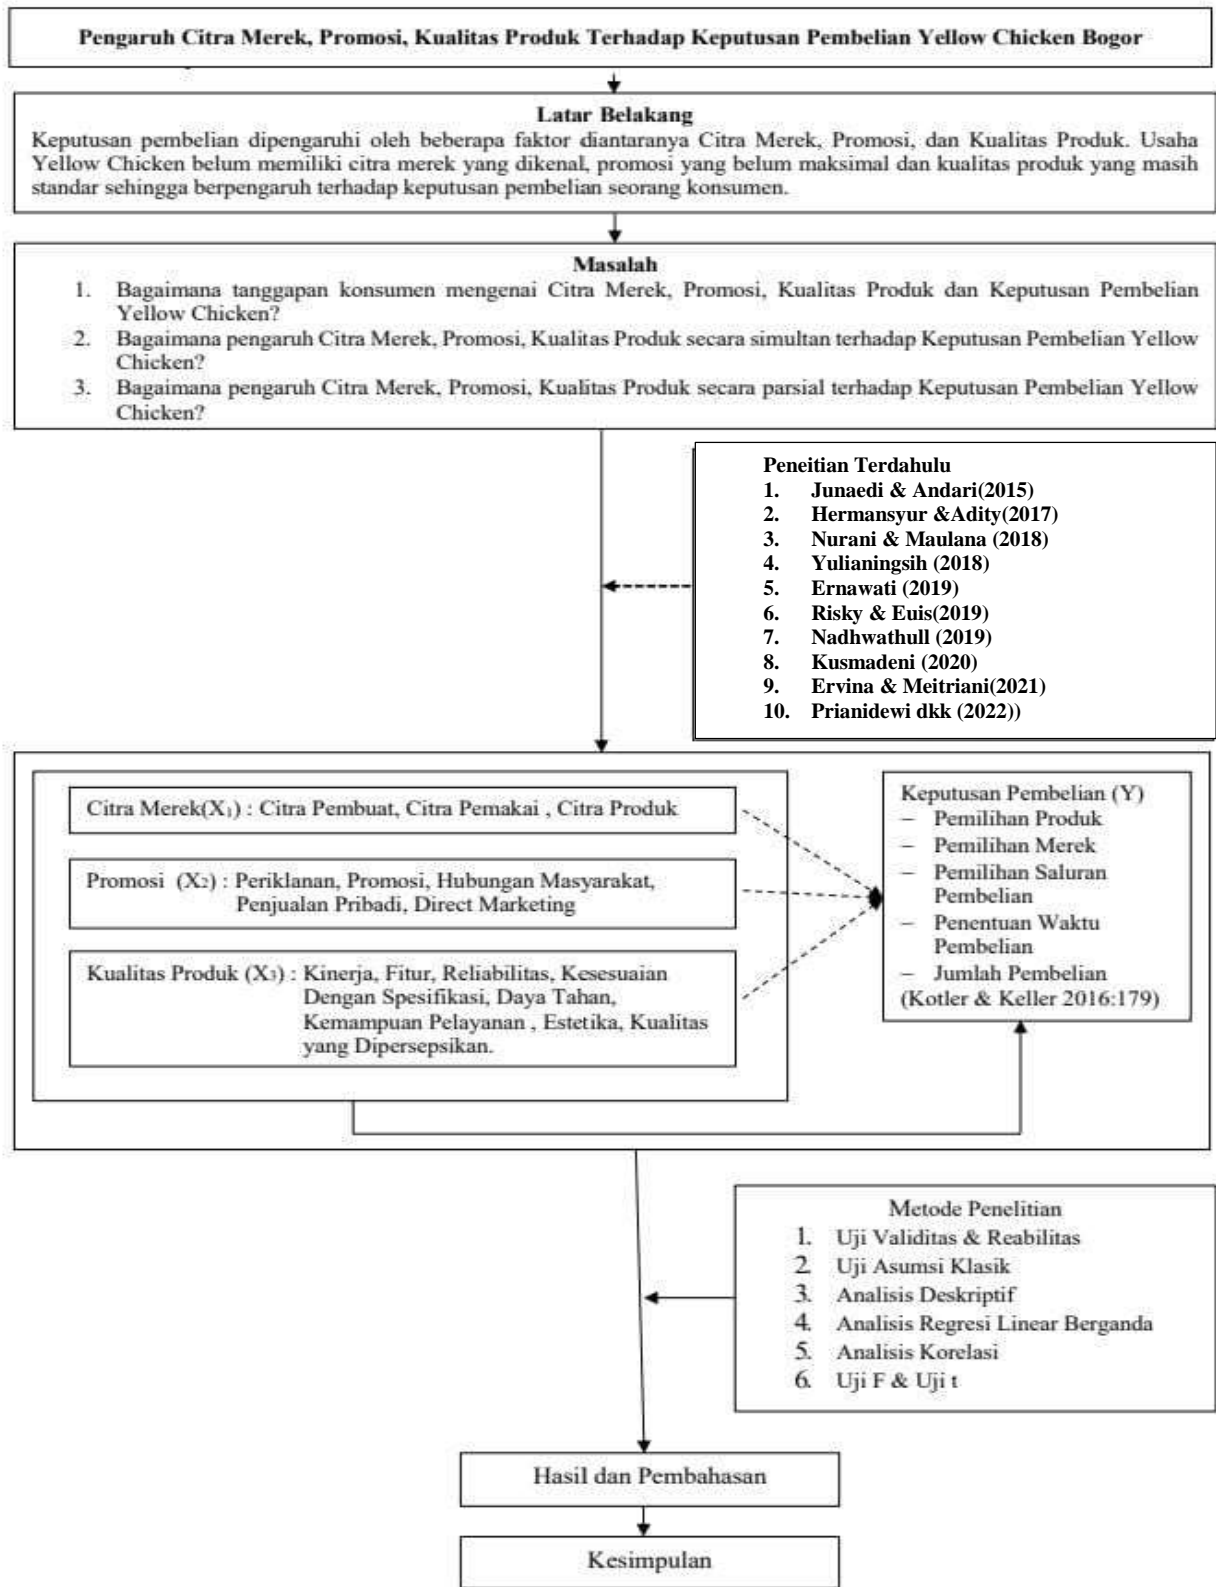 Pengaruh Citra Merek, Promosi, Kualitas Produk Terhadap Keputusan Pembelian Yellow Chicken Bogor
Latar Belakang
Keputusan pembelian dipengaruhi oleh beberapa faktor diantaranya Citra Merek, Promosi, dan Kualitas Produk. Usaha
Yellow Chicken belum memiliki citra merek yang dikenal, promosi yang belum maksimal dan kualitas produk yang masih
standar sehingga berpengaruh terhadap keputusan pembelian seorang konsumen.
Masalah
1. Bagaimana tanggapan konsumen mengenai Citra Merek, Promosi, Kualitas Produk dan Keputusan Pembelian
Yellow Chicken?
2. Bagaimana pengaruh Citra Merek, Promosi, Kualitas Produk secara simultan terhadap Keputusan Pembelian Yellow
Chicken?
3. Bagaimana pengaruh Citra Merek, Promosi, Kualitas Produk secara parsial terhadap Keputusan Pembelian Yellow
Chicken?
Peneitian Terdahulu
1. Junaedi & Andari(2015)
2. Hermansyur &Adity(2017)
3. Nurani & Maulana (2018)
4. Yulianingsih (2018)
5. Ernawati (2019)
6. Risky & Euis(2019)
7. Nadhwathull (2019)
8. Kusmadeni (2020)
9. Ervina & Meitriani(2021)
10. Prianidewi dkk (2022))
Citra Merek(X1) : Citra Pembuat, Citra Pemakai , Citra Produk
Promosi (X2) : Periklanan, Promosi, Hubungan Masyarakat,
Penjualan Pribadi, Direct Marketing
Kualitas Produk (X3) : Kinerja, Fitur, Reliabilitas, Kesesuaian
Dengan Spesifikasi, Daya Tahan,
Kemampuan Pelayanan , Estetika, Kualitas
yang Dipersepsikan.
Keputusan Pembelian (Y)
– Pemilihan Produk
– Pemilihan Merek
– Pemilihan Saluran
Pembelian
– Penentuan Waktu
Pembelian
– Jumlah Pembelian
(Kotler & Keller 2016:179)
Metode Penelitian
1. Uji Validitas & Reabilitas
2. Uji Asumsi Klasik
3. Analisis Deskriptif
4. Analisis Regresi Linear Berganda
5. Analisis Korelasi
6. Uji F & Uji t
Hasil dan Pembahasan
Kesimpulan